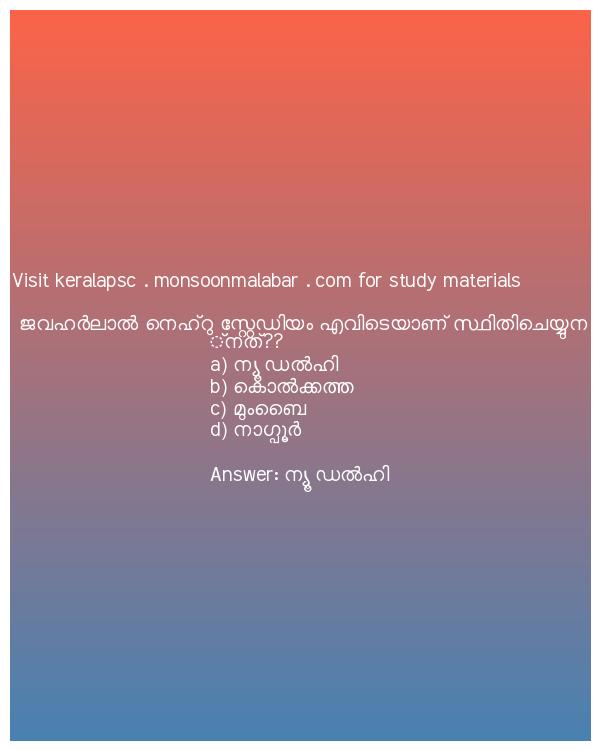 Visit keralapsc . monsoonmalabar . com for study materials
ജവഹർലാൽ നെഹ്റു സ്റ്റേഡിയം എവിടെയാണ് സ്ഥിതിചെയ്യുന
്നത്??
a) ന്യൂ ഡൽഹി
b) കൊൽക്കത്ത
c) മുംബൈ
d) നാഗ്പൂർ
Answer: ന്യൂ ഡൽഹി